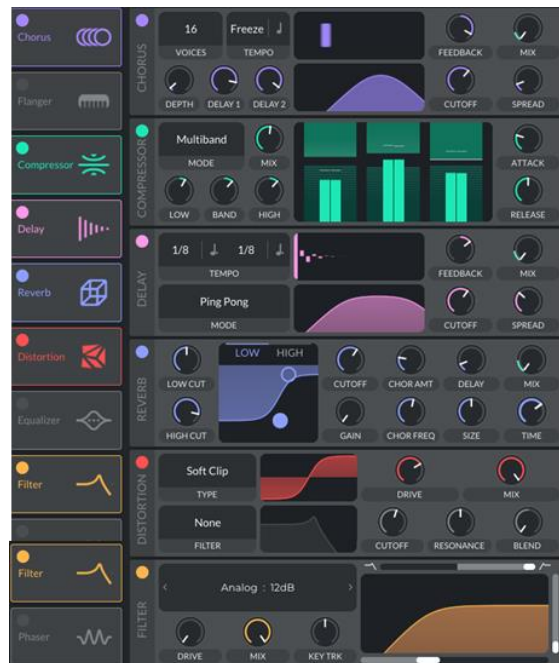 Chorus
Flanger
Compressor
Delay
Reverb
Distortion
Equalizer
Filter
Filter
Phaser
CHORUS
16
Freeze
VOICES
TEMPO
FEEDBACK
MIX
DEPTH
DELAY 1
DELAY 2
CUTOFF
SPREAD
COMPRESSOR
Multiband
MODE
MIX
ATTACK
LOW
BAND
HIGH
RELEASE
DELAY
1/8
1/8
TEMPO
FEEDBACK
MIX
Ping Pong
MODE
CUTOFF
SPREAD
REVERB
LOW
HIGH
LOW CUT
CUTOFF
CHOR AMT
DELAY
MIX
HIGH CUT
GAIN
CHOR FREQ
SIZE
TIME
DISTORTION
Soft Clip
TYPE
DRIVE
MIX
None
FILTER
CUTOFF
RESONANCE
BLEND
FILTER
Analog : 12dB
DRIVE
MIX
KEY TRK